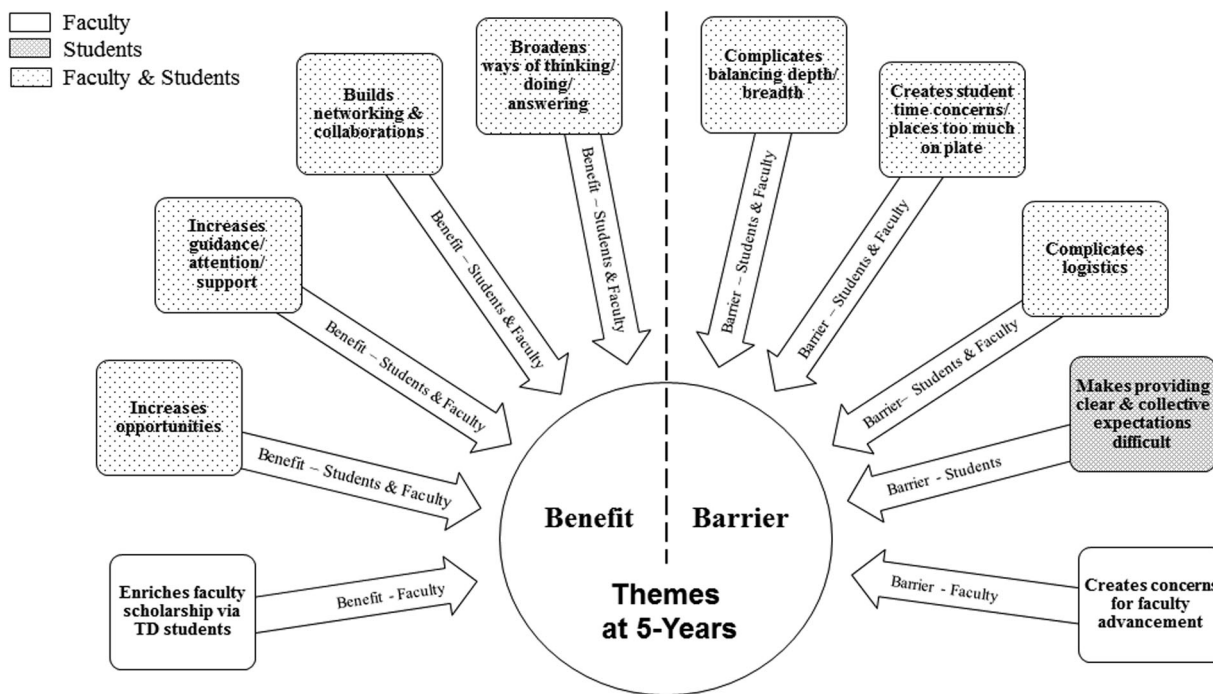 Faculty
Students
Faculty & Students
Broadens
ways of thinking/
doing/
answering
Builds
networking &
collaborations
Increases
guidance/
attention/
support
Increases
opportunities
Enriches faculty
scholarship via
TD students
Complicates
balancing depth/
breadth
Creates student
time concerns/
places too much
on plate
Complicates
logistics
Makes providing
clear & collective
expectations
difficult
Creates concerns
for faculty
advancement
Benefit – Students & Faculty
Benefit – Students & Faculty
Benefit – Students & Faculty
Benefit – Students & Faculty
Benefit - Faculty
Barrier – Students & Faculty
Barrier – Students & Faculty
Barrier– Students & Faculty
Barrier - Students
Barrier - Faculty
Benefit
Barrier
Themes
at 5-Years